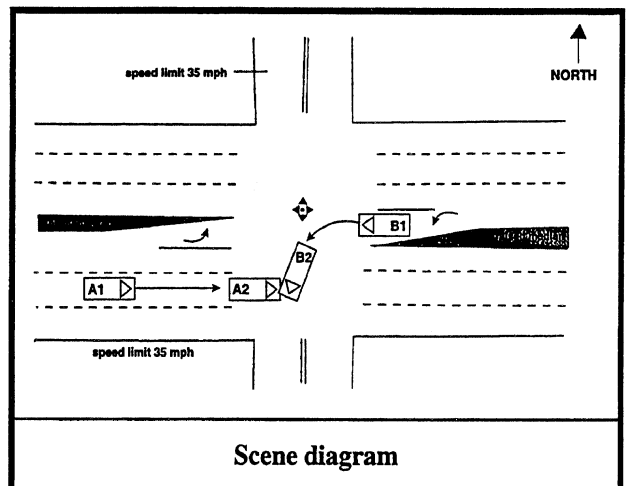 speed limit 35 mph
NORTH
B1
B2
A1
A2
speed limit 35 mph
Scene diagram